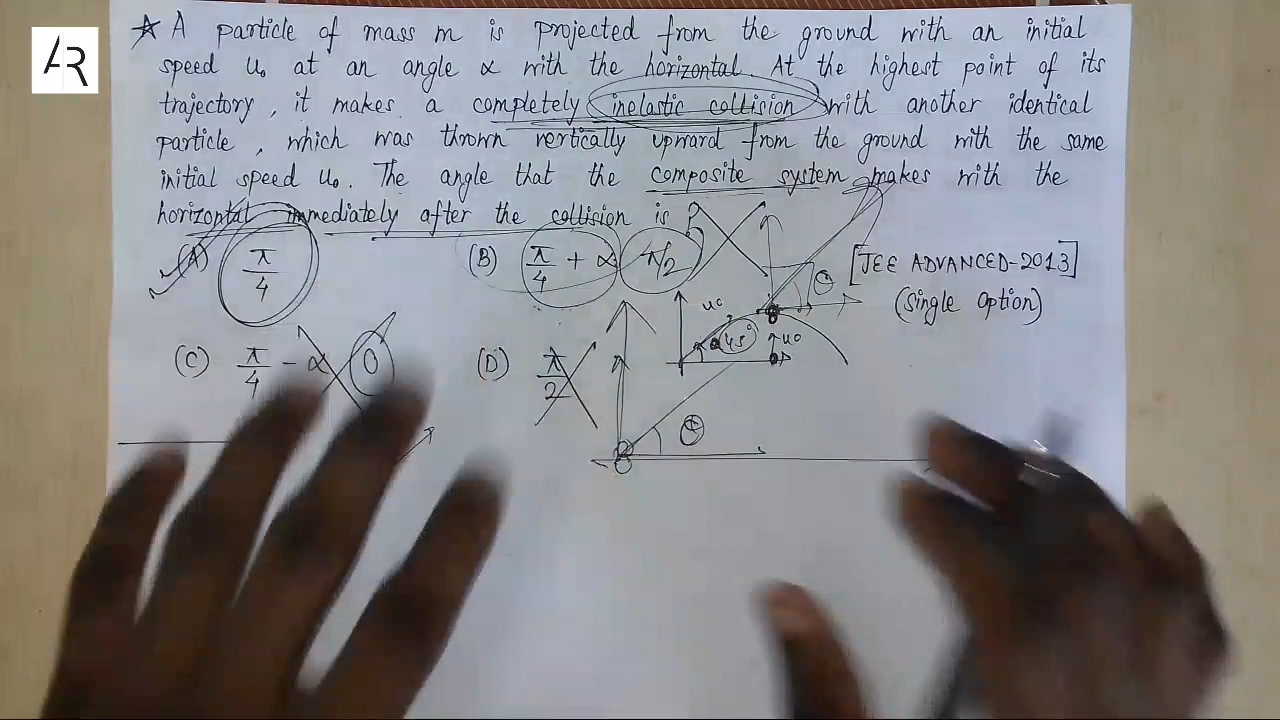 AR
☆ A particle of mass m is projected from the ground with an initial
speed u₀ at an angle α with the horizontal. At the highest point of its
trajectory, it makes a completely inelastic collision with another identical
particle, which was thrown vertically upward from the ground with the same
initial speed u₀. The angle that the composite system makes with the
horizontal immediately after the collision is
(A) π/4 (B) π/4 + α π/2 [JEE ADVANCED-2013]
θ (Single Option)
u₀
45° u₀
(C) π/4 - α 0 (D) π/2
θ